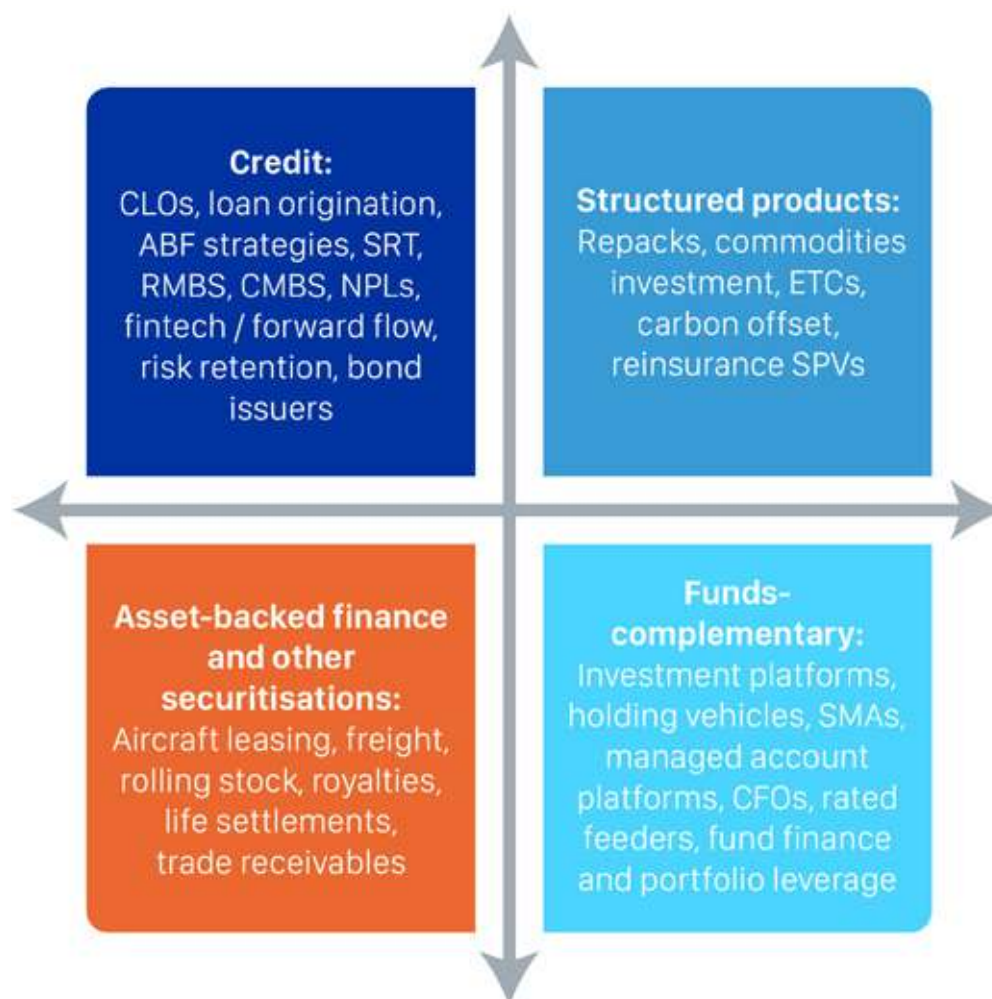 Credit:
CLOs, loan origination,
ABF strategies, SRT,
RMBS, CMBS, NPLs,
fintech / forward flow,
risk retention, bond
issuers
Structured products:
Repacks, commodities
investment, ETCs,
carbon offset,
reinsurance SPVs
Asset-backed finance
and other
securitisations:
Aircraft leasing, freight,
rolling stock, royalties,
life settlements,
trade receivables
Funds-
complementary:
Investment platforms,
holding vehicles, SMAs,
managed account
platforms, CFOs, rated
feeders, fund finance
and portfolio leverage